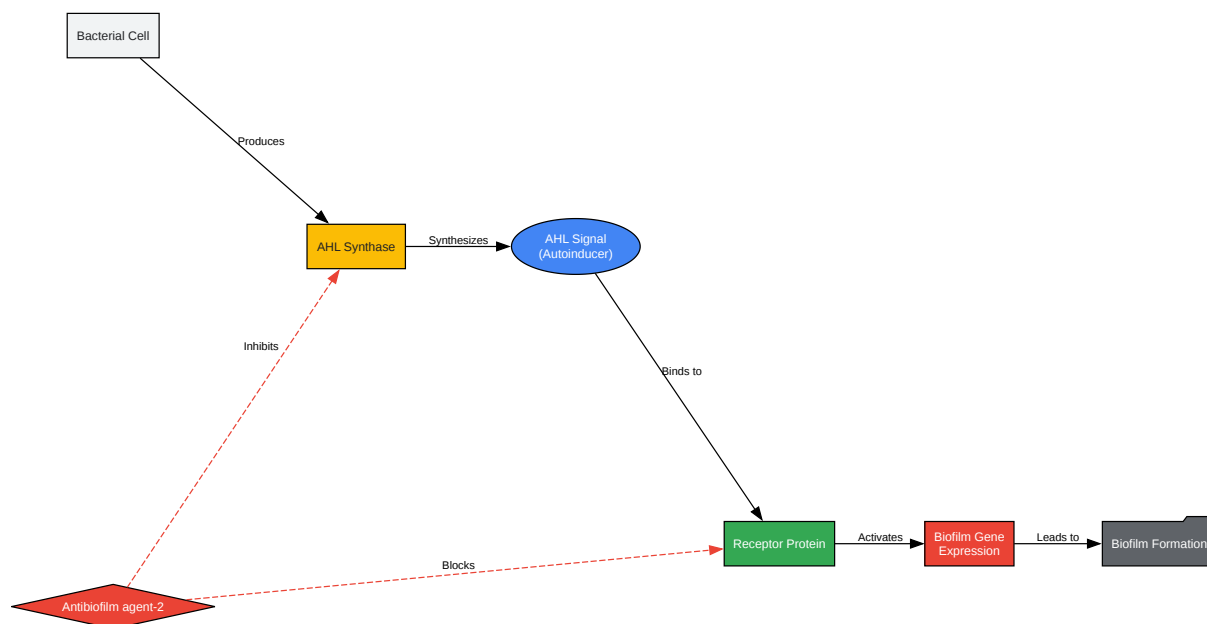 Bacterial Cell
Produces
AHL Synthase
Synthesizes
AHL Signal
(Autoinducer)
Inhibits
Binds to
Receptor Protein
Activates
Biofilm Gene
Expression
Leads to
Biofilm Formation
Blocks
Antibiofilm agent-2